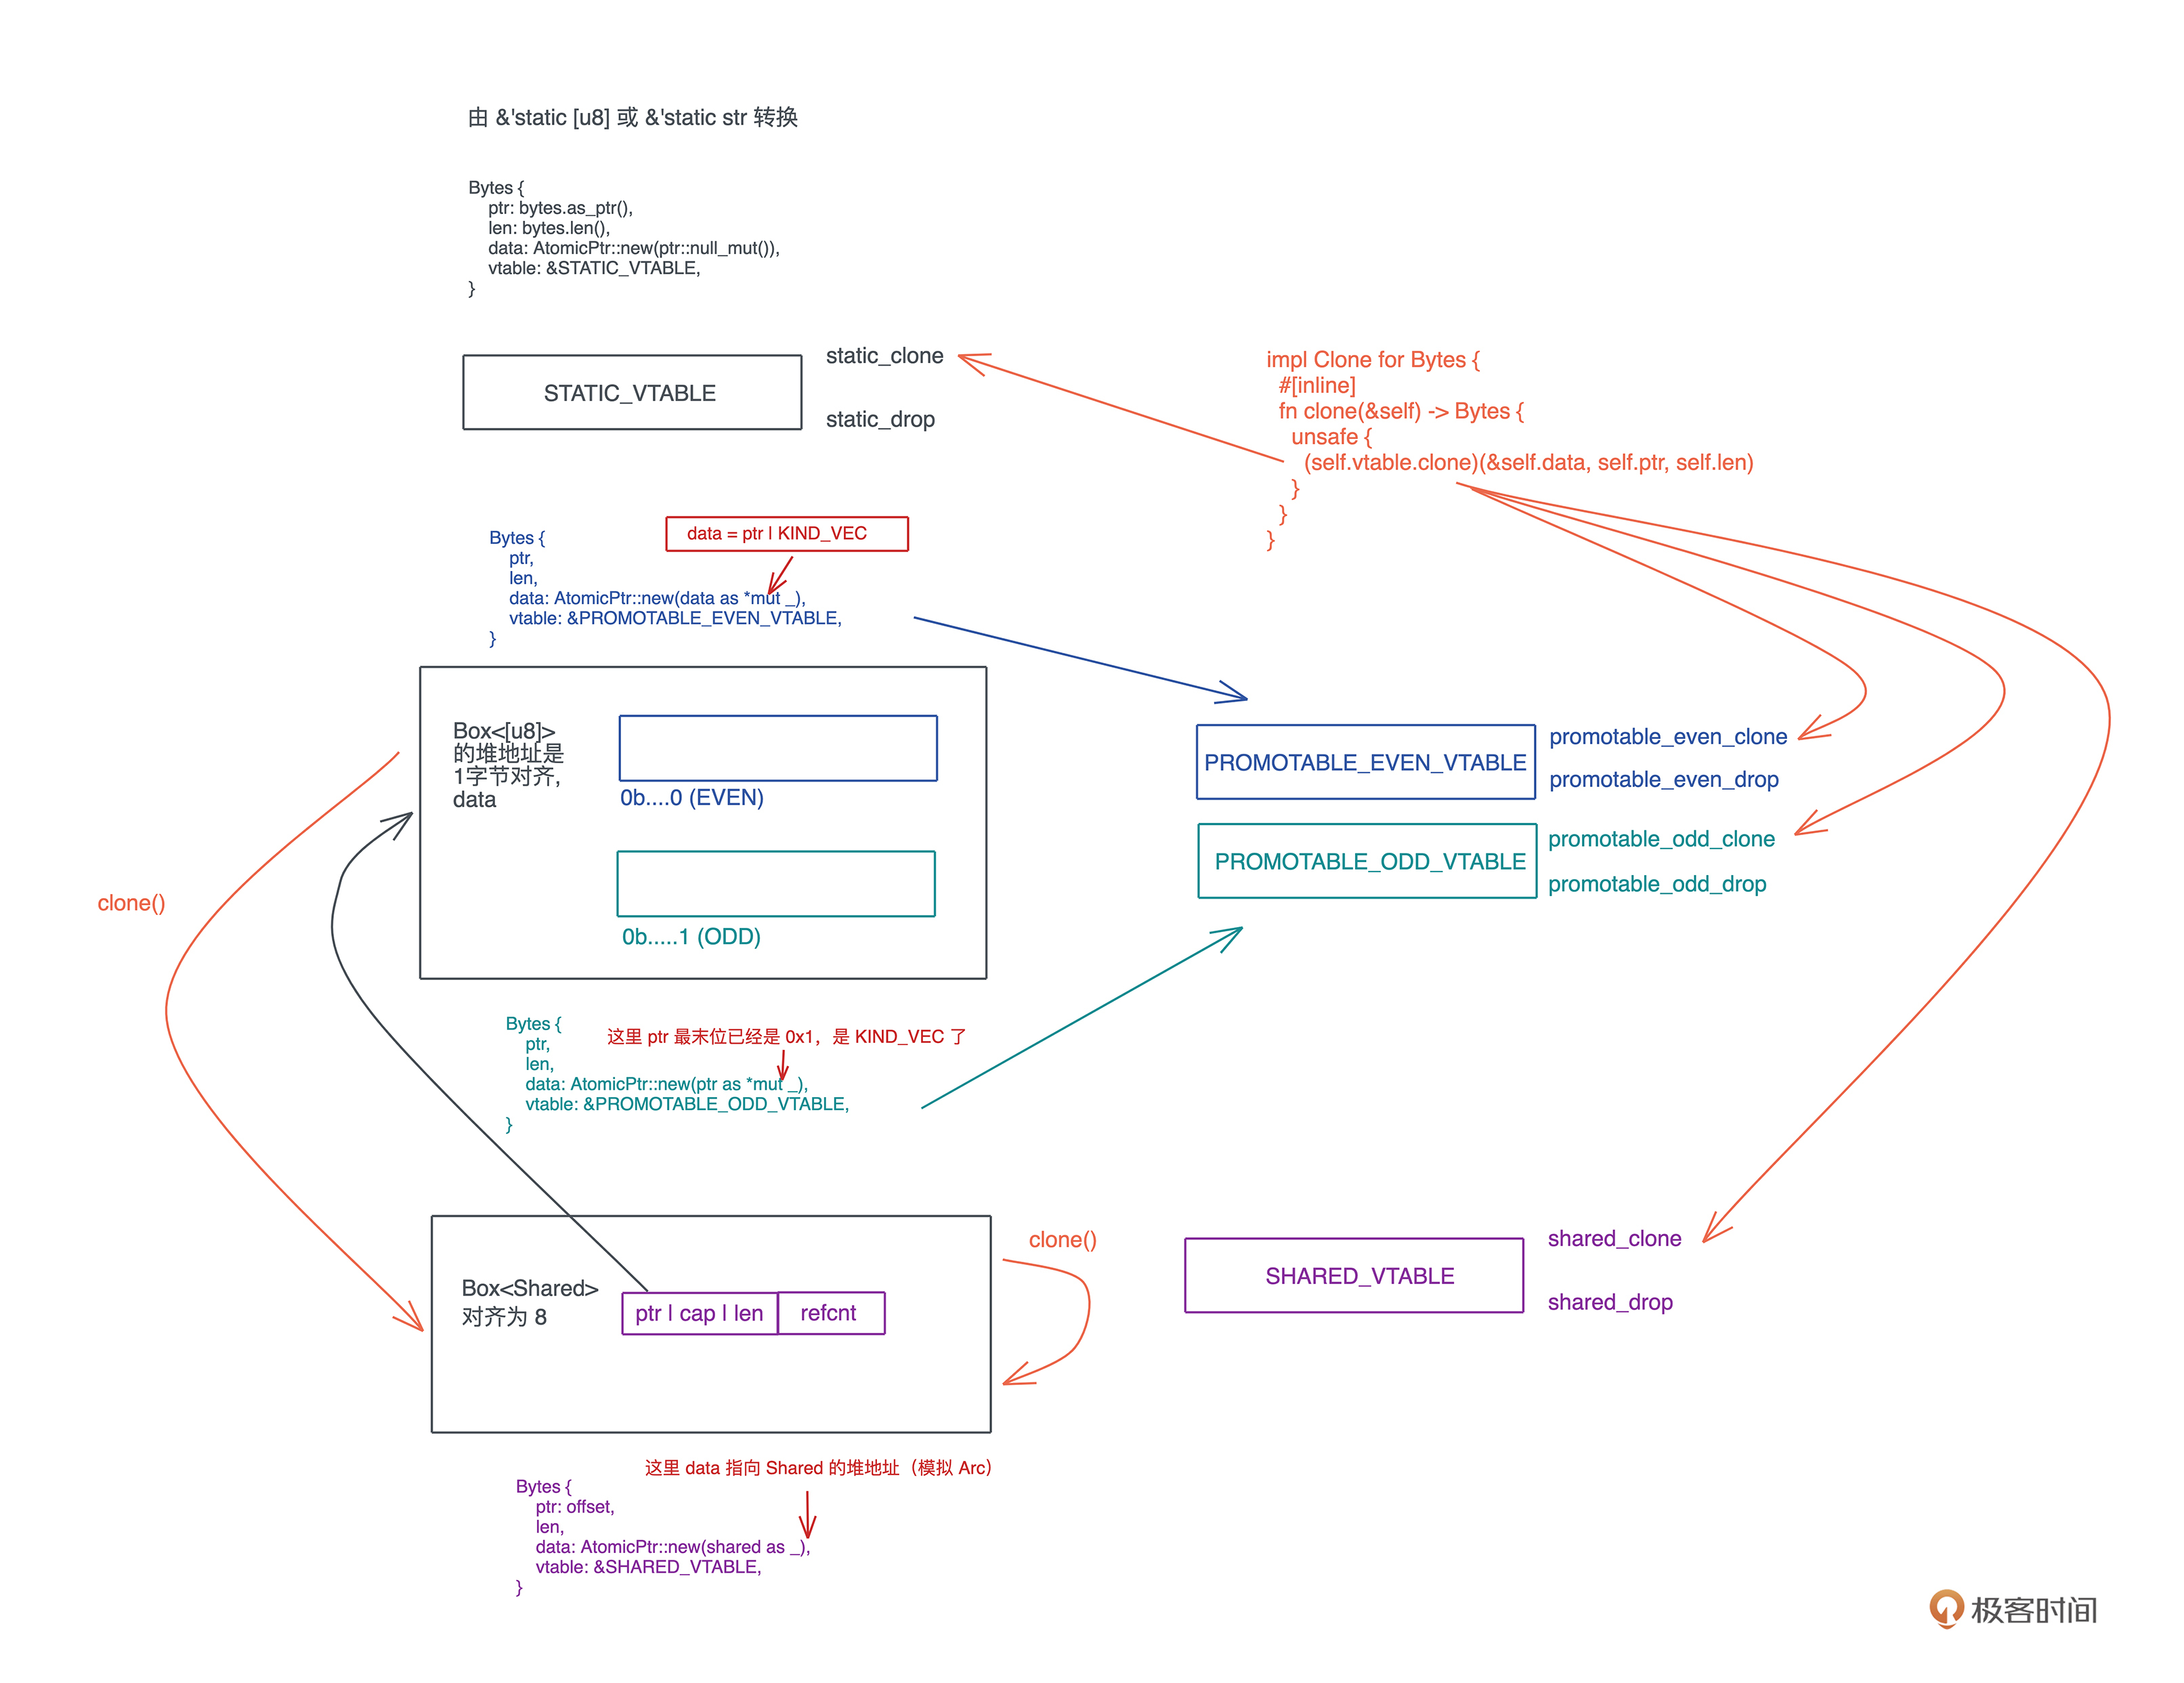 由 &'static [u8] 或 &'static str 转换
Bytes {
ptr: bytes.as_ptr(),
len: bytes.len(),
data: AtomicPtr::new(ptr::null_mut()),
vtable: &STATIC_VTABLE,
}
STATIC_VTABLE
static_clone
static_drop
impl Clone for Bytes {
#[inline]
fn clone(&self) -> Bytes {
unsafe {
(self.vtable.clone)(&self.data, self.ptr, self.len)
}
}
}
data = ptr | KIND_VEC
Bytes {
ptr,
len,
data: AtomicPtr::new(data as *mut _),
vtable: &PROMOTABLE_EVEN_VTABLE,
}
Box<[u8]>
的堆地址是
1字节对齐,
data
0b....0 (EVEN)
0b.....1 (ODD)
PROMOTABLE_EVEN_VTABLE
promotable_even_clone
promotable_even_drop
PROMOTABLE_ODD_VTABLE
promotable_odd_clone
promotable_odd_drop
clone()
Bytes {
这里 ptr 最末位已经是 0x1，是 KIND_VEC 了
ptr,
len,
data: AtomicPtr::new(ptr as *mut _),
vtable: &PROMOTABLE_ODD_VTABLE,
}
Box<Shared>
对齐为 8
ptr | cap | len
refcnt
clone()
SHARED_VTABLE
shared_clone
shared_drop
这里 data 指向 Shared 的堆地址（模拟 Arc）
Bytes {
ptr: offset,
len,
data: AtomicPtr::new(shared as _),
vtable: &SHARED_VTABLE,
}
极客时间